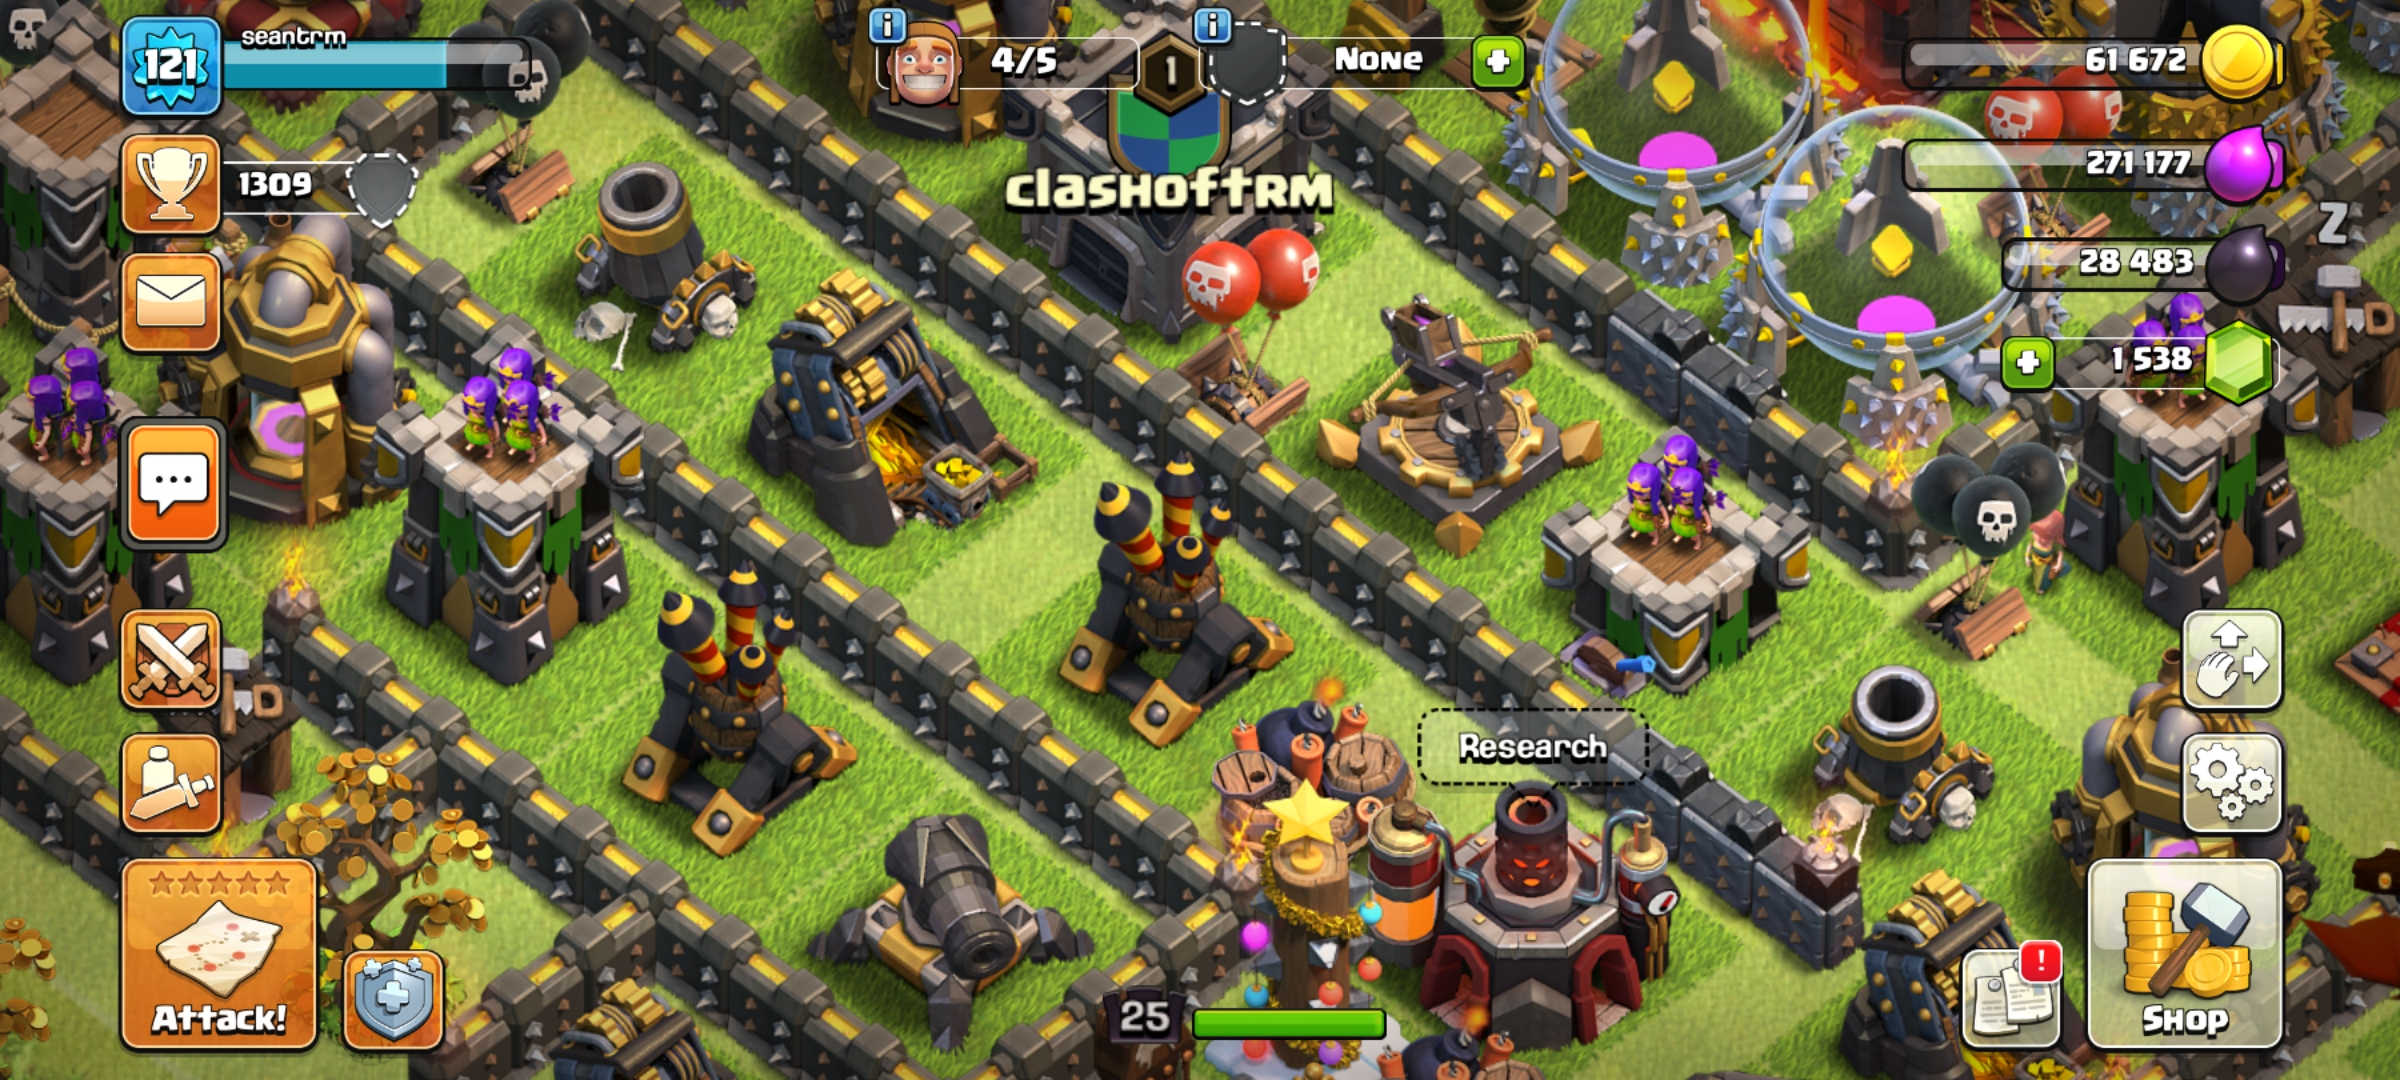 121
seantrm
4/5
1
None
61 672
1309
clasHoftRM
271 177
Z
28 483
1 538
Research
Attack!
25
!
Shop